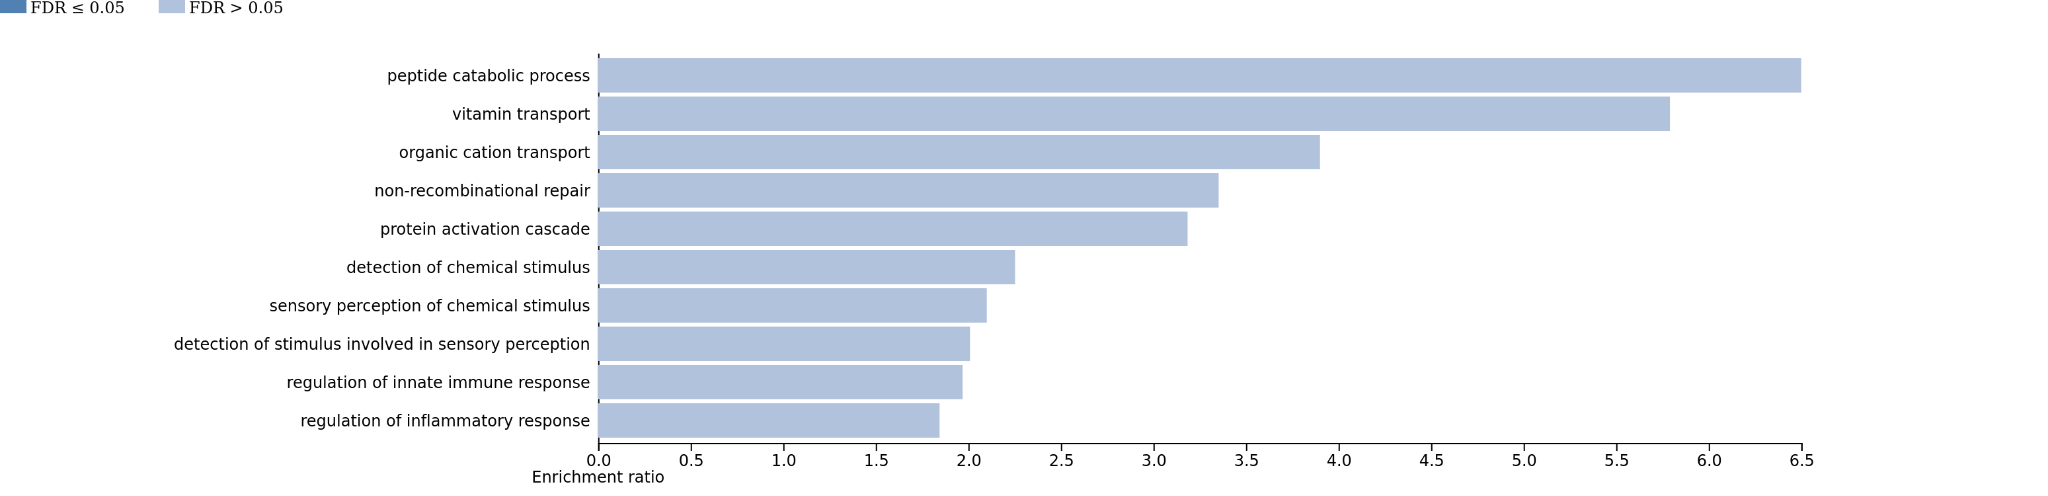 FDR ≤ 0.05 FDR > 0.05
peptide catabolic process
vitamin transport
organic cation transport
non-recombinational repair
protein activation cascade
detection of chemical stimulus
sensory perception of chemical stimulus
detection of stimulus involved in sensory perception
regulation of innate immune response
regulation of inflammatory response
0.0 0.5 1.0 1.5 2.0 2.5 3.0 3.5 4.0 4.5 5.0 5.5 6.0 6.5
Enrichment ratio